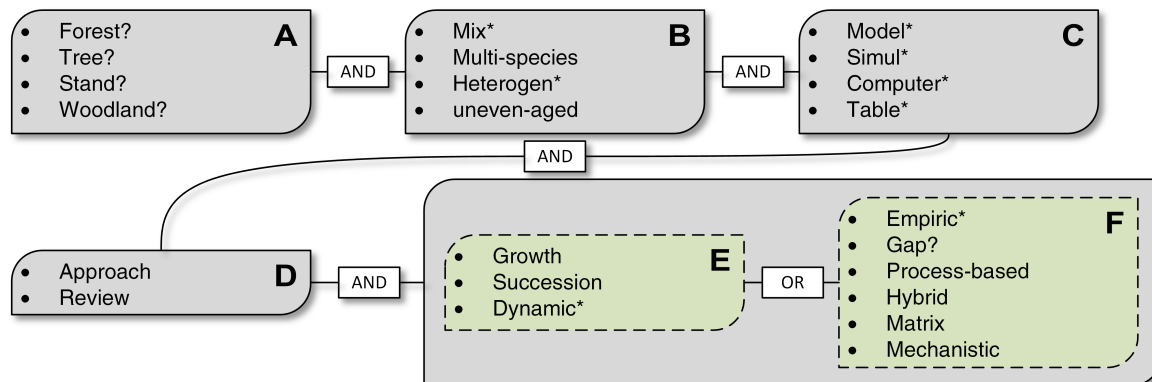 A
• Forest?
• Tree?
• Stand?
• Woodland?
AND
B
• Mix*
• Multi-species
• Heterogen*
• uneven-aged
AND
C
• Model*
• Simul*
• Computer*
• Table*
AND
D
• Approach
• Review
AND
E
• Growth
• Succession
• Dynamic*
OR
F
• Empiric*
• Gap?
• Process-based
• Hybrid
• Matrix
• Mechanistic